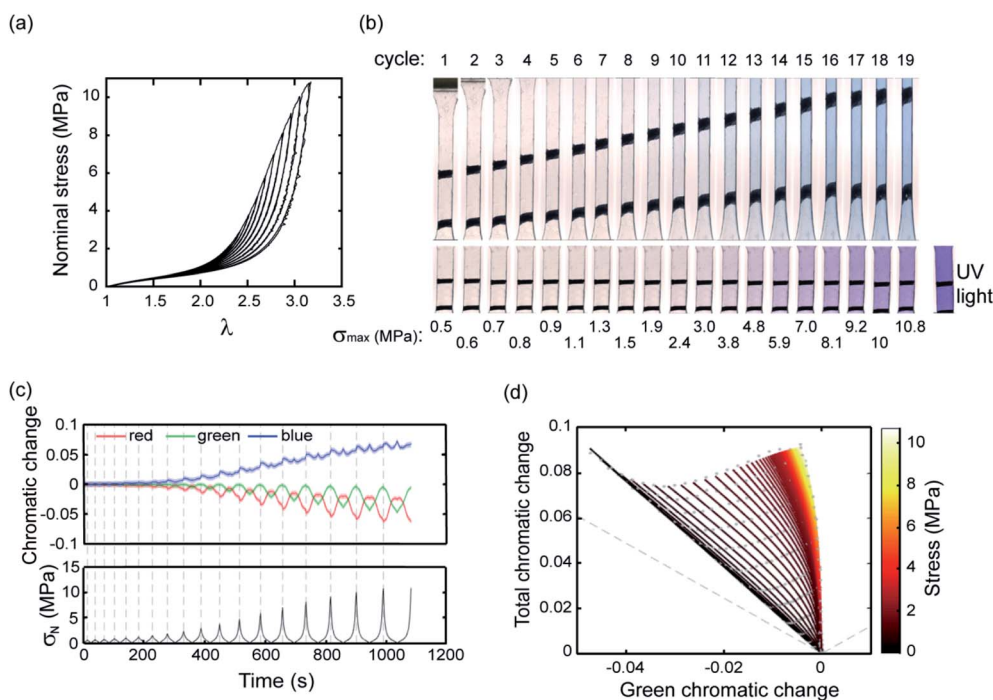 (a)
10
8
6
4
2
0
Nominal stress (MPa)
1 1.5 2.0 2.5 3.0 3.5
λ
(b)
cycle: 1 2 3 4 5 6 7 8 9 10 11 12 13 14 15 16 17 18 19
UV
light
0.5 0.7 0.9 1.3 1.9 3.0 4.8 7.0 9.2 10.8
σmax (MPa):
0.6 0.8 1.1 1.5 2.4 3.8 5.9 8.1 10
(c)
red green blue
0.1
0.05
0
-0.05
-0.1
Chromatic change
15
10
5
0
σN (MPa)
0 200 400 600 800 1000 1200
Time (s)
(d)
0.1
0.08
0.06
0.04
0.02
0
Total chromatic change
-0.04 -0.02 0
Green chromatic change
10
8
6
4
2
0
Stress (MPa)